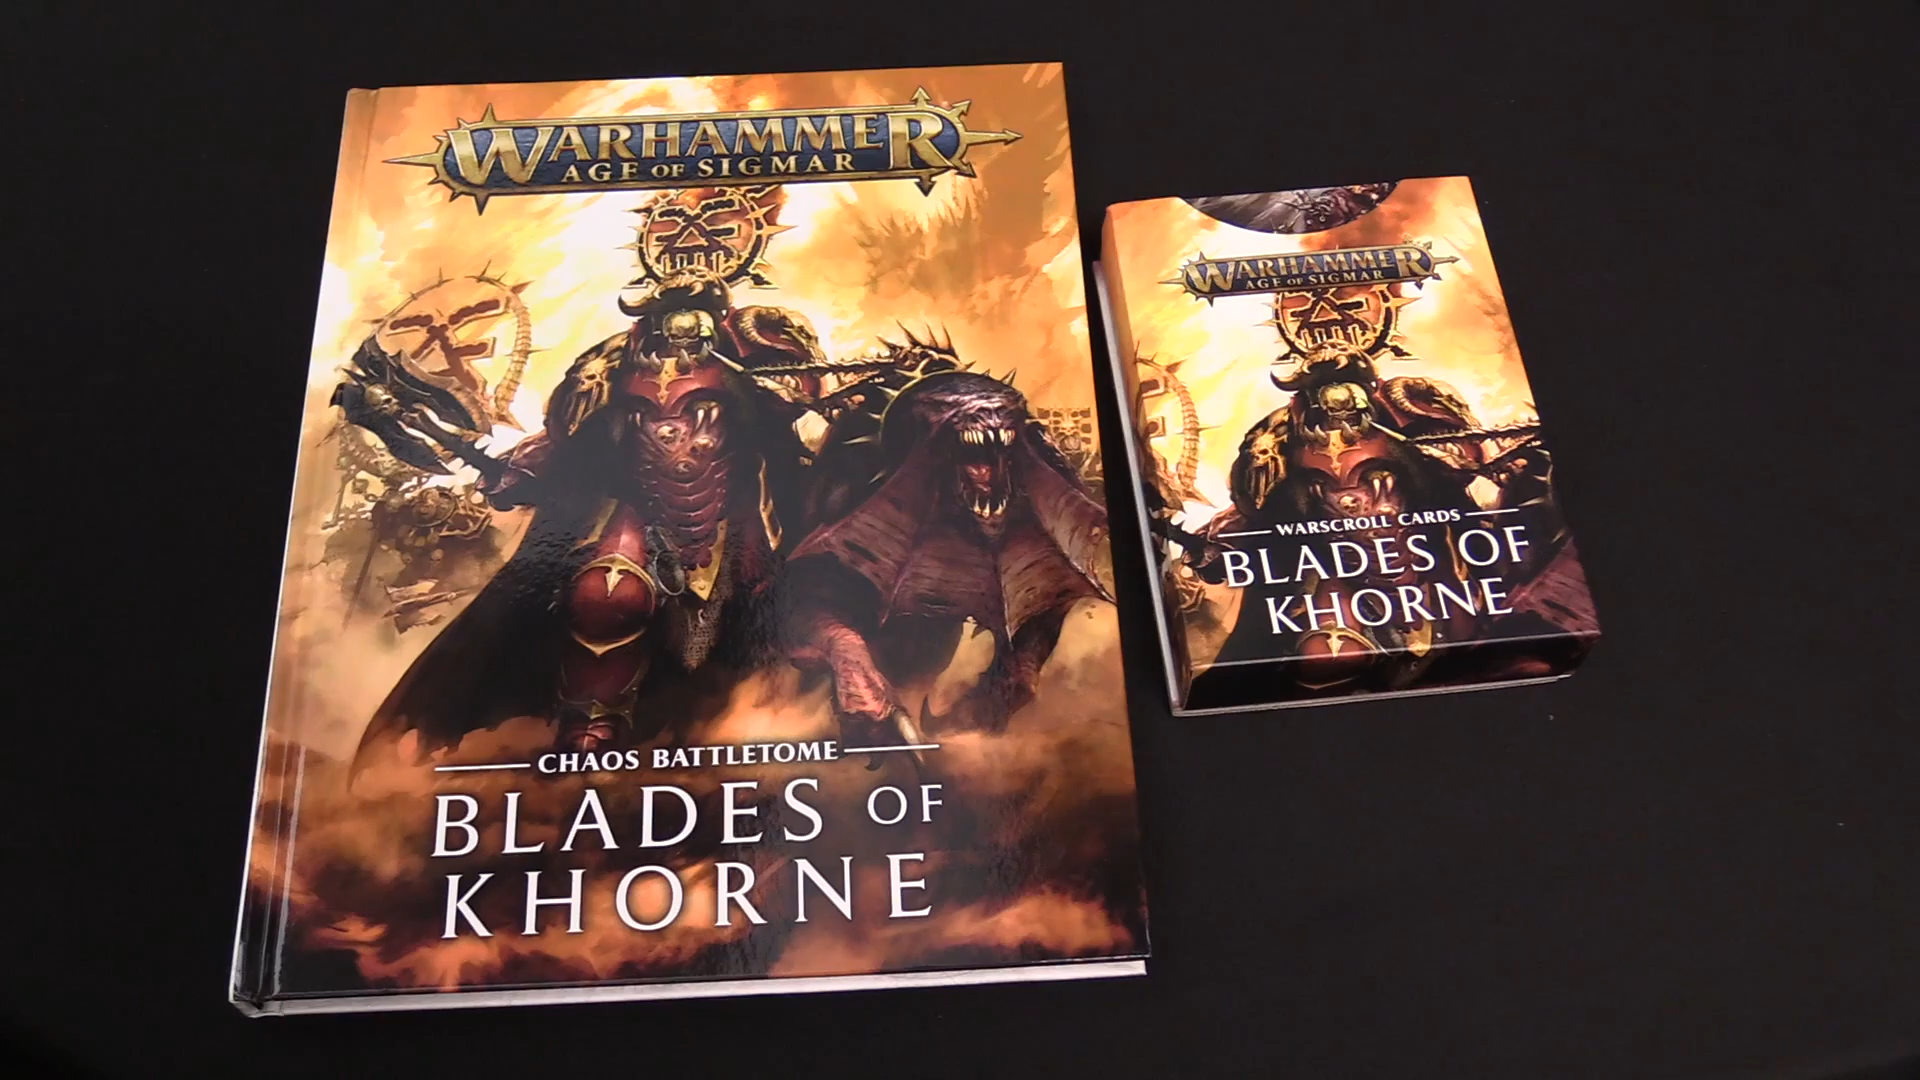 WARHAMMER
AGE OF SIGMAR
CHAOS BATTLETOME
BLADES OF
KHORNE
WARHAMMER
AGE OF SIGMAR
WARSCROLL CARDS
BLADES OF
KHORNE